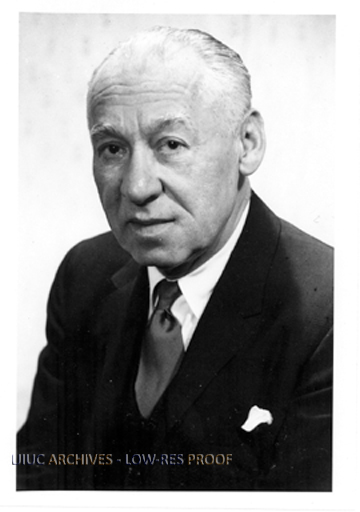 UIUC ARCHIVES - LOW-RES PROOF